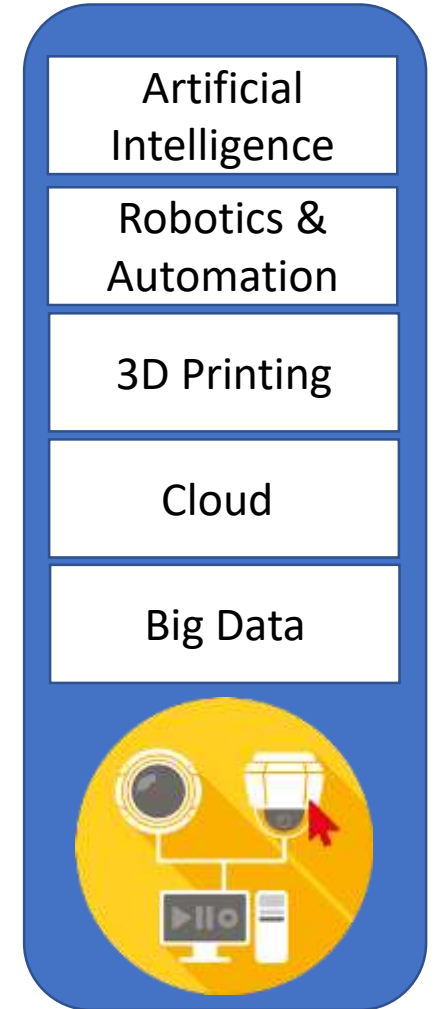 Artificial
Intelligence
Robotics &
Automation
3D Printing
Cloud
Big Data